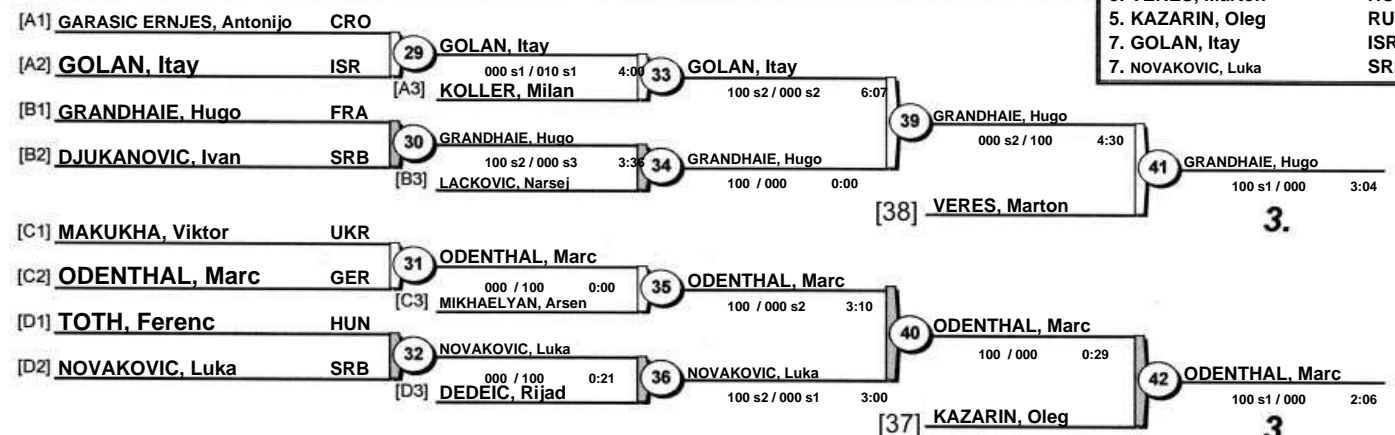 5. KAZARIN, Oleg RU
7. GOLAN, Itay ISR
7. NOVAKOVIC, Luka SR
[A1] GARASIC ERNJES, Antonijo CRO
29 GOLAN, Itay
[A2] GOLAN, Itay ISR
000 s1 / 010 s1 4:00
33 GOLAN, Itay
[A3] KOLLER, Milan
100 s2 / 000 s2 6:07
[B1] GRANDHAIE, Hugo FRA
39 GRANDHAIE, Hugo
30 GRANDHAIE, Hugo
000 s2 / 100 4:30
[B2] DJUKANOVIC, Ivan SRB
100 s2 / 000 s3 3:36
34 GRANDHAIE, Hugo
41 GRANDHAIE, Hugo
[B3] LACKOVIC, Narsej
100 / 000 0:00
100 s1 / 000 3:04
[38] VERES, Marton
3.
[C1] MAKUKHA, Viktor UKR
31 ODENTHAL, Marc
[C2] ODENTHAL, Marc GER
000 / 100 0:00
35 ODENTHAL, Marc
[C3] MIKHAELYAN, Arsen
100 / 000 s2 3:10
[D1] TOTH, Ferenc HUN
40 ODENTHAL, Marc
32 NOVAKOVIC, Luka
100 / 000 0:29
[D2] NOVAKOVIC, Luka SRB
000 / 100 0:21
36 NOVAKOVIC, Luka
42 ODENTHAL, Marc
[D3] DEDEIC, Rijad
100 s2 / 000 s1 3:00
100 s1 / 000 2:06
[37] KAZARIN, Oleg
3